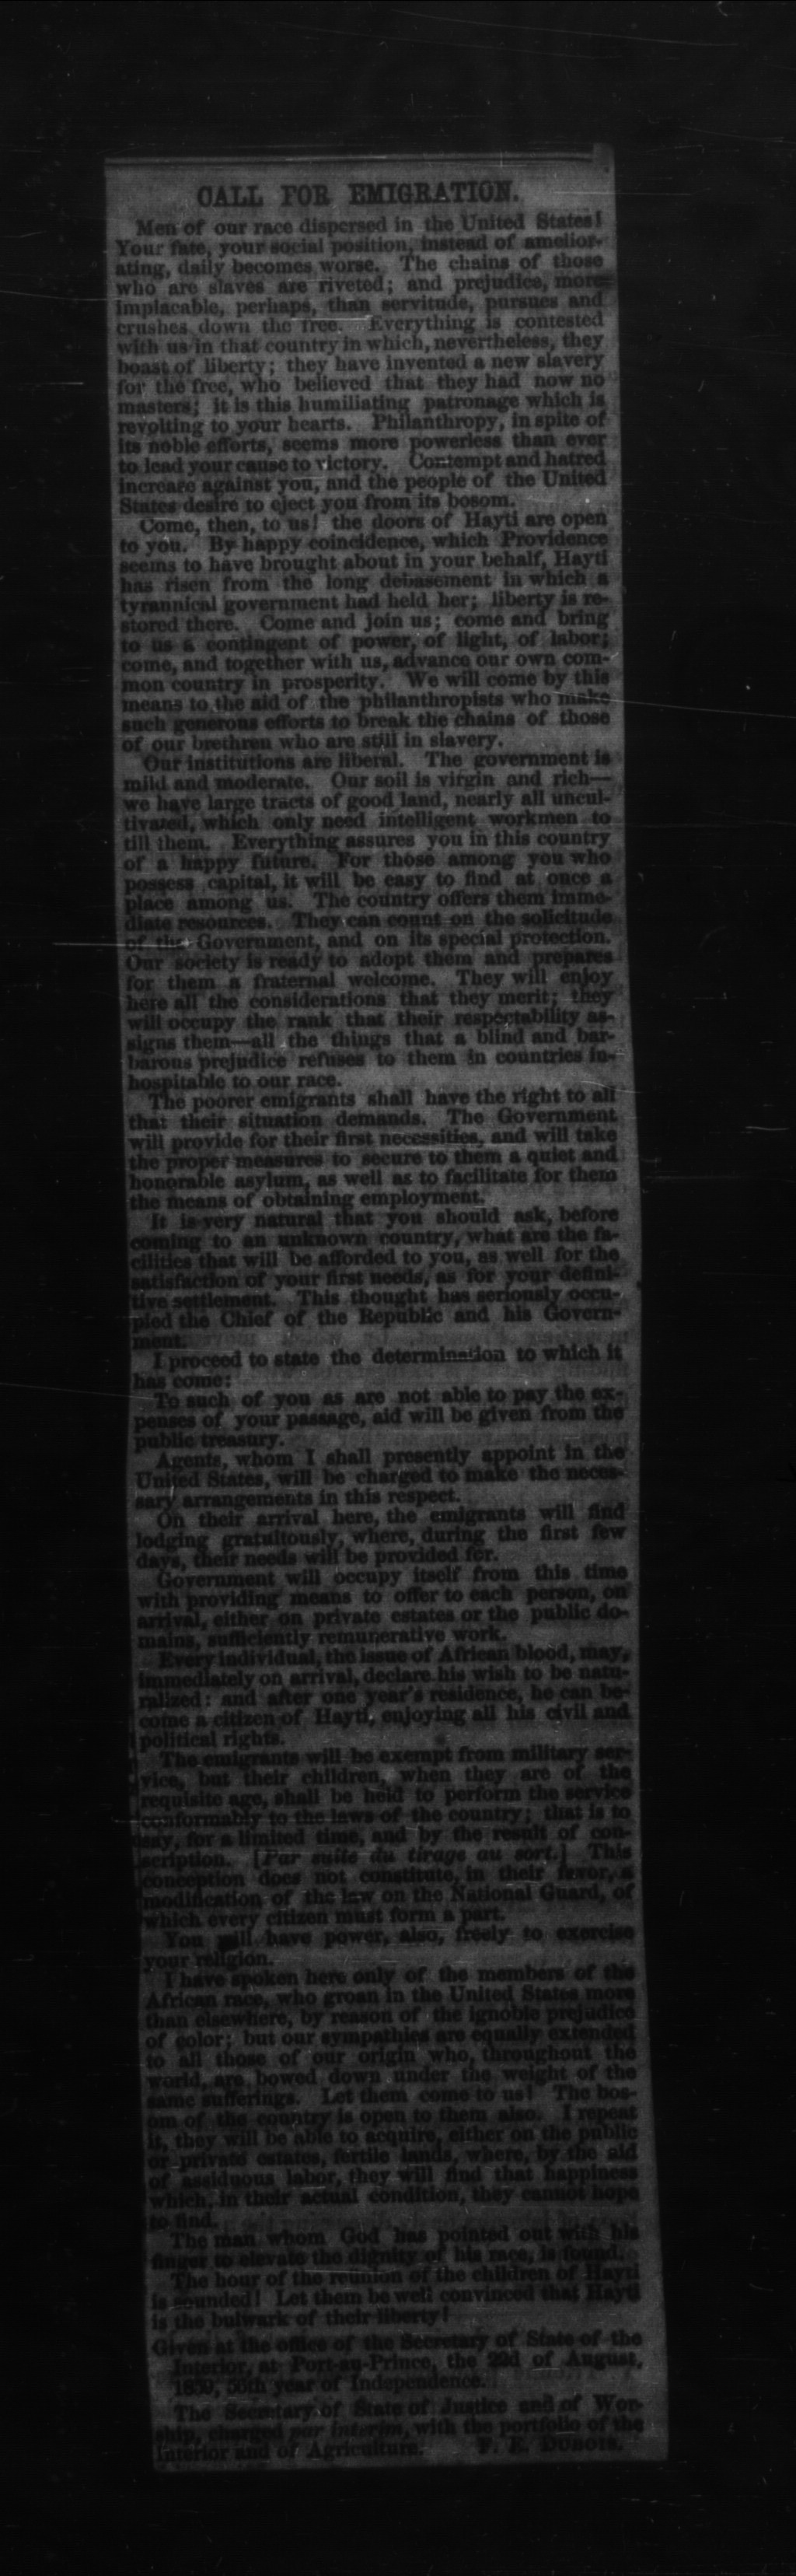 CALL FOR EMIGRATION.
Men of our race dispersed in the United States!
Your fate, your social position, instead of amelior-
ating, daily becomes worse. The chains of those
who are slaves are riveted; and prejudice, more
implacable, perhaps, than servitude, pursues and
crushes down the free. Everything is contested
with us in that country in which, nevertheless, they
boast of liberty; they have invented a new slavery
for the free, who believed that they had now no
masters; it is this humiliating patronage which is
revolting to your hearts. Philanthropy, in spite of
its noble efforts, seems more powerless than ever
to lead your cause to victory. Contempt and hatred
increase against you, and the people of the United
States desire to eject you from its bosom.
Come, then, to us! the doors of Hayti are open
to you. By happy coincidence, which Providence
seems to have brought about in your behalf, Hayti
has risen from the long debasement in which a
tyrannical government had held her; liberty is re-
stored there. Come and join us; come and bring
to us a contingent of power, of light, of labor;
come, and together with us, advance our own com-
mon country in prosperity. We will come by this
means to the aid of the philanthropists who make
such generous efforts to break the chains of those
of our brethren who are still in slavery.
Our institutions are liberal. The government is
mild and moderate. Our soil is virgin and rich—
we have large tracts of good land, nearly all uncul-
tivated, which only need intelligent workmen to
till them. Everything assures you in this country
of a happy future. For those among you who
possess capital, it will be easy to find at once a
place among us. The country offers them imme-
diate resources. They can count on the solicitude
of the Government, and on its special protection.
Our society is ready to adopt them and prepares
for them a fraternal welcome. They will enjoy
here all the considerations that they merit; they
will occupy the rank that their respectability as-
signs them—all the things that a blind and bar-
barous prejudice refuses to them in countries in-
hospitable to our race.
The poorer emigrants shall have the right to all
that their situation demands. The Government
will provide for their first necessities, and will take
the proper measures to secure to them a quiet and
honorable asylum, as well as to facilitate for them
the means of obtaining employment.
It is very natural that you should ask, before
coming to an unknown country, what are the fa-
cilities that will be afforded to you, as well for the
satisfaction of your first needs, as for your defini-
tive settlement. This thought has seriously occu-
pied the Chief of the Republic and his Govern-
ment.
I proceed to state the determination to which it
has come:
To such of you as are not able to pay the ex-
penses of your passage, aid will be given from the
public treasury.
Agents, whom I shall presently appoint in the
United States, will be charged to make the neces-
sary arrangements in this respect.
On their arrival here, the emigrants will find
lodging gratuitously, where, during the first few
days, their needs will be provided for.
Government will occupy itself from this time
with providing means to offer to each person, on
arrival, either on private estates or the public do-
mains, sufficiently remunerative work.
Every individual, the issue of African blood, may,
immediately on arrival, declare his wish to be natu-
ralized: and after one year's residence, he can be-
come a citizen of Hayti, enjoying all his civil and
political rights.
The emigrants will be exempt from military ser-
vice, but their children, when they are of the
requisite age, shall be held to perform the service
conformably to the laws of the country; that is to
say, for a limited time, and by the result of con-
scription. [Par suite du tirage au sort.] This
conception does not constitute, in their favor, a
modification of the law on the National Guard, of
which every citizen must form a part.
You will have power, also, freely to exercise
your religion.
I have spoken here only of the members of the
African race, who groan in the United States more
than elsewhere, by reason of the ignoble prejudice
of color; but our sympathies are equally extended
to all those of our origin who, throughout the
world, are bowed down under the weight of the
same sufferings. Let them come to us! The bos-
om of the country is open to them also. I repeat
it, they will be able to acquire, either on the public
or private estates, fertile lands, where, by the aid
of assiduous labor, they will find that happiness
which, in their actual condition, they cannot hope
to find.
The man whom God has pointed out with his
finger to elevate the dignity of his race, is found.
The hour of the reunion of the children of Hayti
is sounded! Let them be well convinced that Hayti
is the bulwark of their liberty!
Given at the office of the Secretary of State of the
Interior, at Port-au-Prince, the 22d of August,
1859, 56th year of Independence.
The Secretary of State of Justice and of Wor-
ship, charged par interim, with the portfolio of the
Interior and of Agriculture. F. E. DUBOIS.